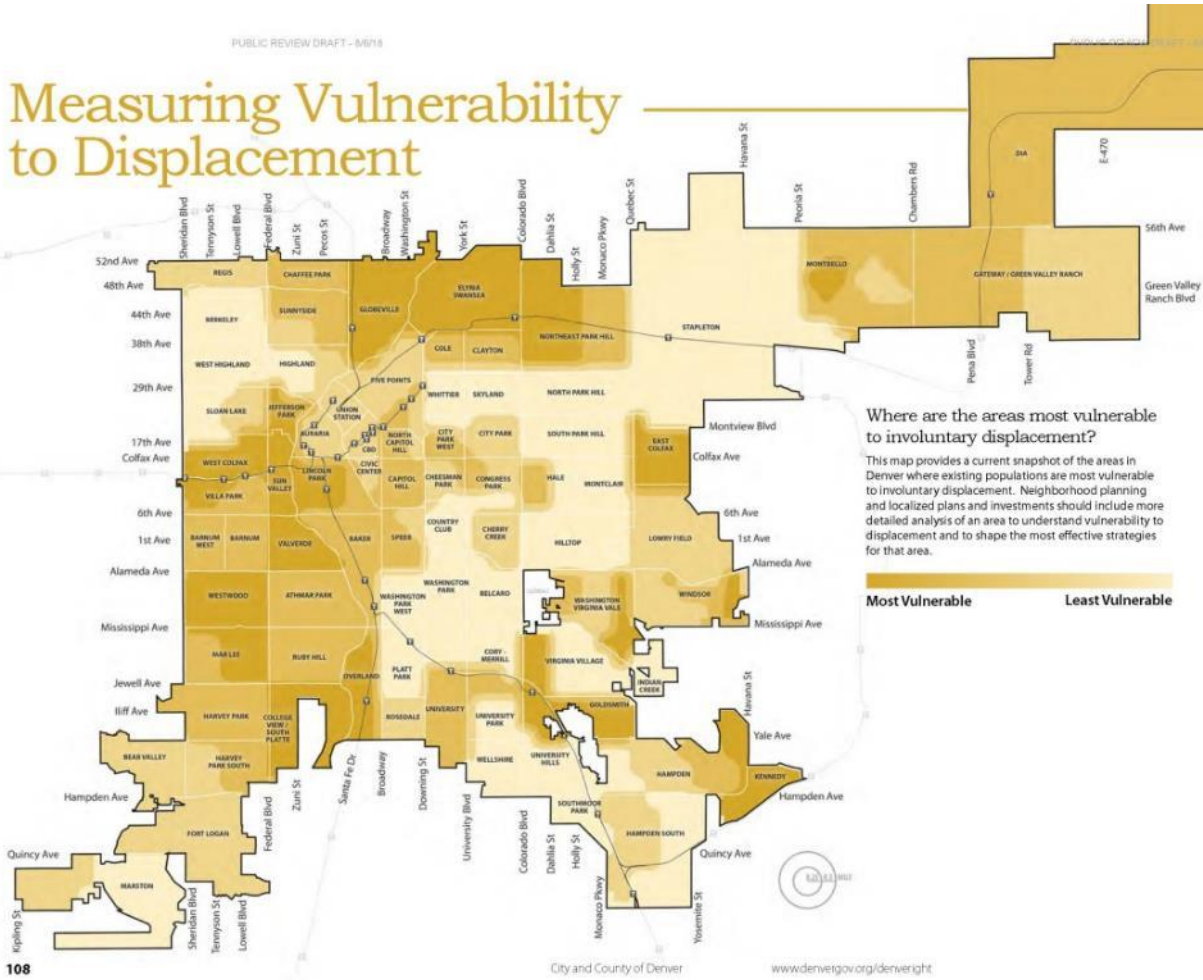 PUBLIC REVIEW DRAFT - 8/6/18
Measuring Vulnerability
to Displacement
Sheridan Blvd
Tennyson St
Lowell Blvd
Federal Blvd
Zuni St
Pecos St
Broadway
Washington St
York St
Colorado Blvd
Dahlia St
Holly St
Monaco Pkwy
Quebec St
Havana St
Peoria St
Chambers Rd
E-470
DIA
52nd Ave
48th Ave
44th Ave
38th Ave
29th Ave
17th Ave
Colfax Ave
6th Ave
1st Ave
Alameda Ave
Mississippi Ave
Jewell Ave
Iliff Ave
Hampden Ave
Quincy Ave
56th Ave
Green Valley
Ranch Blvd
Pena Blvd
Tower Rd
Montview Blvd
Colfax Ave
6th Ave
1st Ave
Alameda Ave
Mississippi Ave
Havana St
Yale Ave
Hampden Ave
Quincy Ave
REGIS
CHAFFEE PARK
BERKELEY
SUNNYSIDE
GLOBEVILLE
ELYRIA
SWANSEA
NORTHEAST PARK HILL
STAPLETON
MONTBELLO
GATEWAY / GREEN VALLEY RANCH
WEST HIGHLAND
HIGHLAND
COLE
CLAYTON
FIVE POINTS
WHITTIER
SKYLAND
NORTH PARK HILL
SLOAN LAKE
JEFFERSON
PARK
UNION
STATION
AURARIA
CBD
NORTH
CAPITOL
HILL
CITY
PARK
WEST
CITY PARK
SOUTH PARK HILL
EAST
COLFAX
WEST COLFAX
SUN
VALLEY
LINCOLN
PARK
CIVIC
CENTER
CAPITOL
HILL
CHEESMAN
PARK
CONGRESS
PARK
HALE
MONTCLAIR
VILLA PARK
BARNUM
WEST
BARNUM
VALVERDE
BAKER
SPEER
COUNTRY
CLUB
CHERRY
CREEK
HILLTOP
LOWRY FIELD
WESTWOOD
ATHMAR PARK
WASHINGTON
PARK
WEST
WASHINGTON
PARK
BELCARO
WASHINGTON
VIRGINIA VALE
WINDSOR
MAR LEE
RUBY HILL
OVERLAND
PLATT
PARK
CORY -
MERRILL
VIRGINIA VILLAGE
INDIAN
CREEK
HARVEY PARK
COLLEGE
VIEW /
SOUTH
PLATTE
ROSEDALE
UNIVERSITY
UNIVERSITY
PARK
GOLDSMITH
BEAR VALLEY
HARVEY
PARK SOUTH
WELLSHIRE
UNIVERSITY
HILLS
HAMPDEN
KENNEDY
FORT LOGAN
SOUTHMOOR
PARK
HAMPDEN SOUTH
MARSTON
Kipling St
Sheridan Blvd
Tennyson St
Lowell Blvd
Federal Blvd
Zuni St
Santa Fe Dr
Broadway
Downing St
University Blvd
Colorado Blvd
Dahlia St
Holly St
Monaco Pkwy
Yosemite St
Where are the areas most vulnerable
to involuntary displacement?
This map provides a current snapshot of the areas in
Denver where existing populations are most vulnerable
to involuntary displacement. Neighborhood planning
and localized plans and investments should include more
detailed analysis of an area to understand vulnerability to
displacement and to shape the most effective strategies
for that area.
Most Vulnerable
Least Vulnerable
108
City and County of Denver
www.denvergov.org/denveright